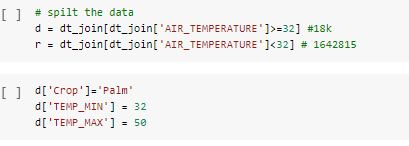 [ ] # spilt the data
d = dt_join[dt_join['AIR_TEMPERATURE']>=32] #18k
r = dt_join[dt_join['AIR_TEMPERATURE']<32] # 1642815
[ ] d['Crop']='Palm'
d['TEMP_MIN'] = 32
d['TEMP_MAX'] = 50